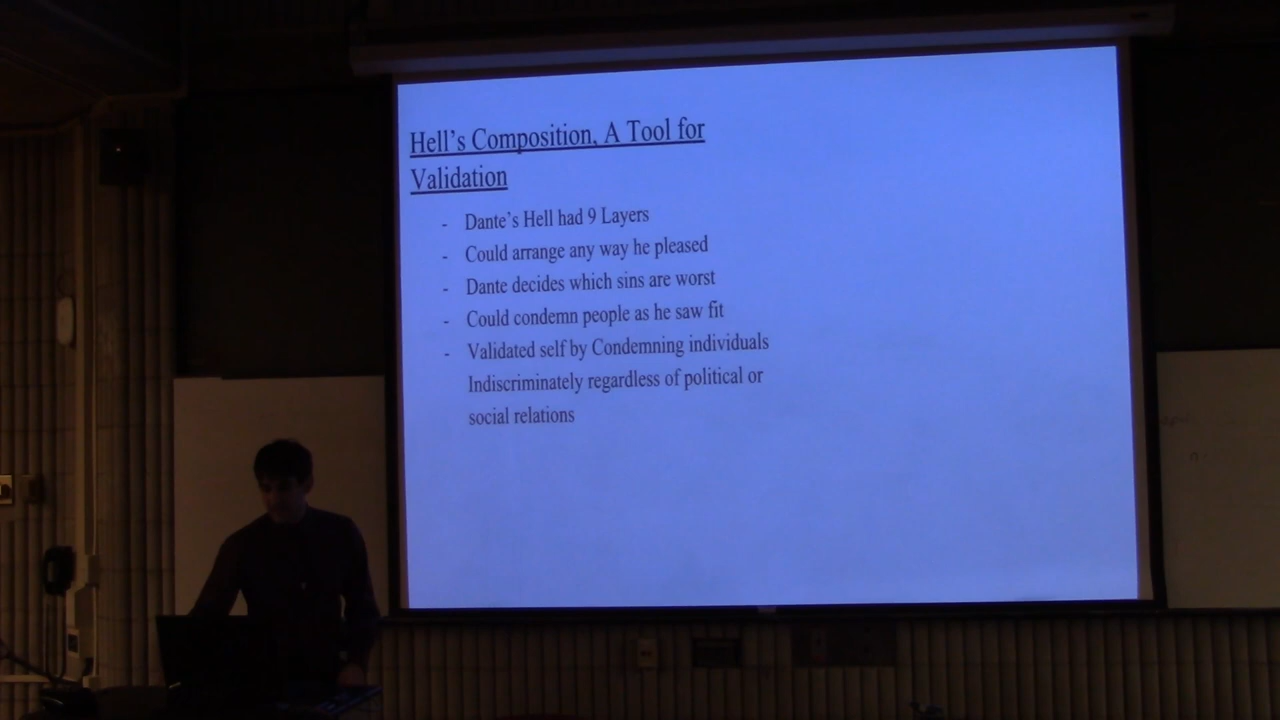 Hell's Composition, A Tool for
Validation
- Dante's Hell had 9 Layers
- Could arrange any way he pleased
- Dante decides which sins are worst
- Could condemn people as he saw fit
- Validated self by Condemning individuals
Indiscriminately regardless of political or
social relations